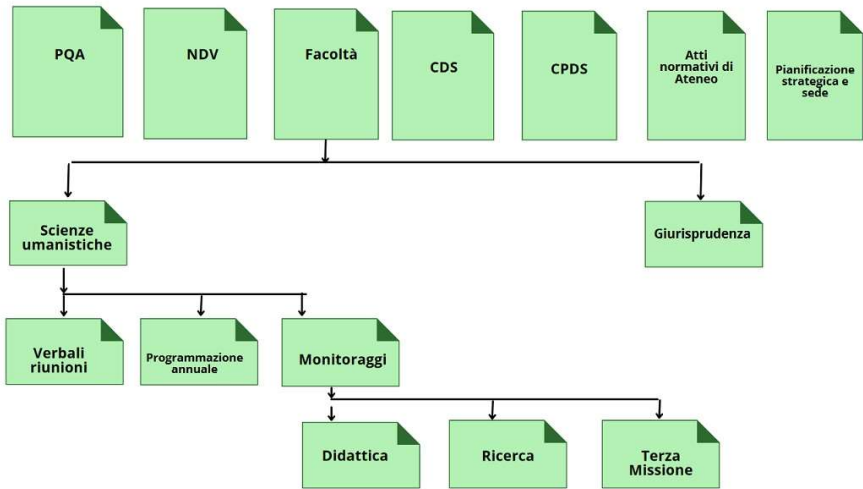 PQA
NDV
Facoltà
CDS
CPDS
Atti
normativi di
Ateneo
Pianificazione
strategica e
sede
Scienze
umanistiche
Giurisprudenza
Verbali
riunioni
Programmazione
annuale
Monitoraggi
Didattica
Ricerca
Terza
Missione